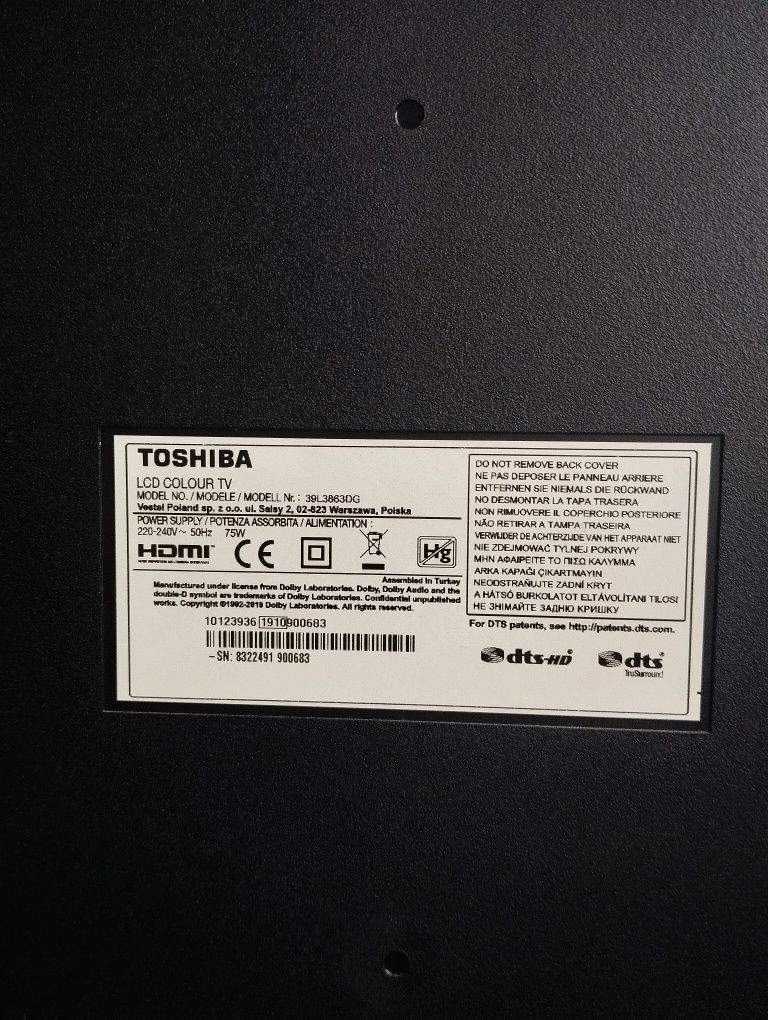 TOSHIBA
LCD COLOUR TV
MODEL NO. / MODELE / MODELL Nr. : 39L3863DG
Vestel Poland sp. z o.o. ul. Salsy 2, 02-823 Warszawa, Polska
POWER SUPPLY / POTENZA ASSORBITA / ALIMENTATION :
220-240V~ 50Hz 75W
HDMI CE Hg
Assembled in Turkey
Manufactured under license from Dolby Laboratories. Dolby, Dolby Audio and the
double-D symbol are trademarks of Dolby Laboratories. Confidential unpublished
works. Copyright ©1992-2019 Dolby Laboratories. All rights reserved.
10123936 1910 900683
-SN: 8322491 900683
DO NOT REMOVE BACK COVER
NE PAS DEPOSER LE PANNEAU ARRIERE
ENTFERNEN SIE NIEMALS DIE RÜCKWAND
NO DESMONTAR LA TAPA TRASERA
NON RIMUOVERE IL COPERCHIO POSTERIORE
NÃO RETIRAR A TAMPA TRASEIRA
VERWIJDER DE ACHTERZIJDE VAN HET APPARAAT NIET
NIE ZDEJMOWAĆ TYLNEJ POKRYWY
ΜΗΝ ΑΦΑΙΡΕΙΤΕ ΤΟ ΠΙΣΩ ΚΑΛΥΜΜΑ
ARKA KAPAĞI ÇIKARTMAYIN
NEODSTRAŇUJTE ZADNÍ KRYT
A HÁTSÓ BURKOLATOT ELTÁVOLÍTANI TILOS!
НЕ ЗНИМАЙТЕ ЗАДНЮ КРИШКУ
For DTS patents, see http://patents.dts.com.
dts-HD dts
TruSurround